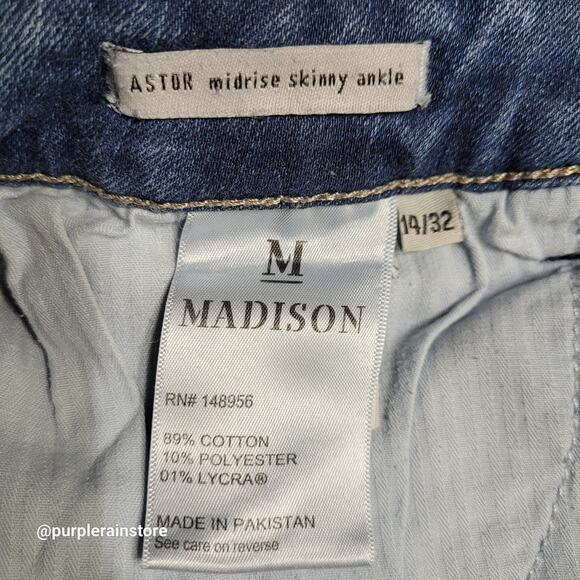 ASTOR midrise skinny ankle
14/32
M
MADISON
RN# 148956
89% COTTON
10% POLYESTER
01% LYCRA®
MADE IN PAKISTAN
See care on reverse
@purplerainstore